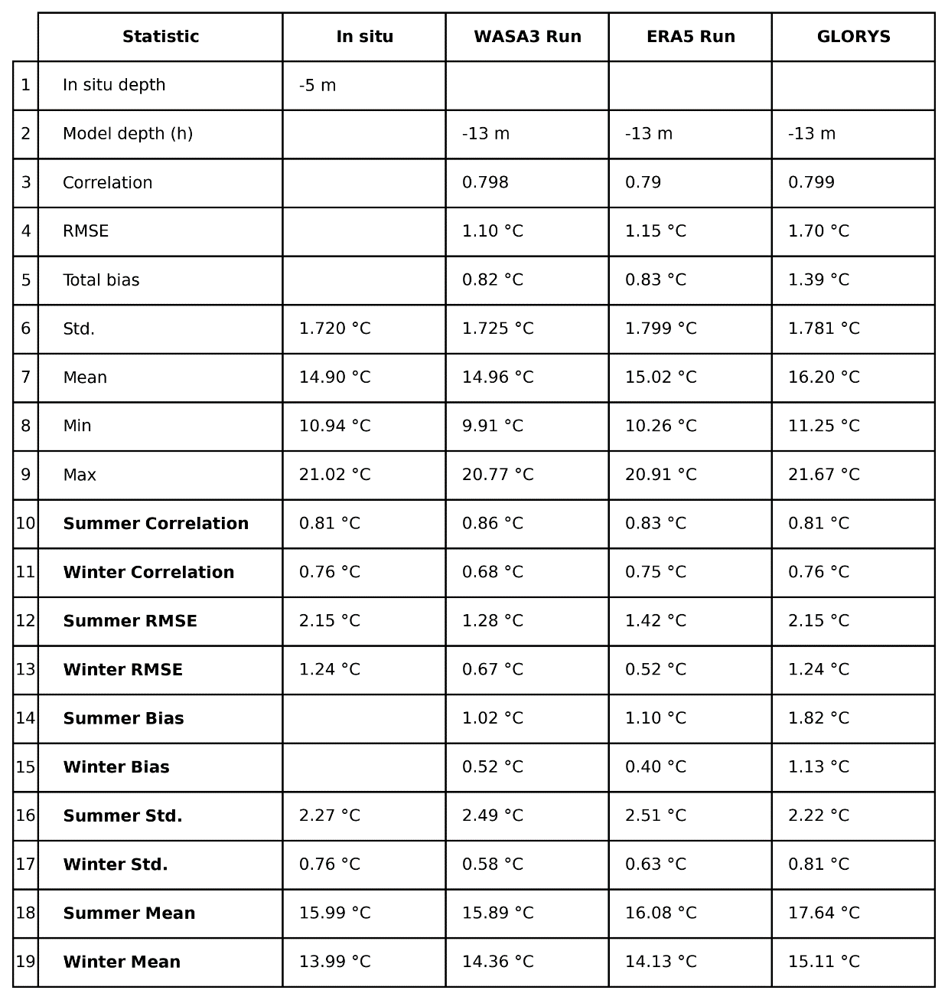 Statistic In situ WASA3 Run ERA5 Run GLORYS
1 In situ depth -5 m
2 Model depth (h) -13 m -13 m -13 m
3 Correlation 0.798 0.79 0.799
4 RMSE 1.10 °C 1.15 °C 1.70 °C
5 Total bias 0.82 °C 0.83 °C 1.39 °C
6 Std. 1.720 °C 1.725 °C 1.799 °C 1.781 °C
7 Mean 14.90 °C 14.96 °C 15.02 °C 16.20 °C
8 Min 10.94 °C 9.91 °C 10.26 °C 11.25 °C
9 Max 21.02 °C 20.77 °C 20.91 °C 21.67 °C
10 Summer Correlation 0.81 °C 0.86 °C 0.83 °C 0.81 °C
11 Winter Correlation 0.76 °C 0.68 °C 0.75 °C 0.76 °C
12 Summer RMSE 2.15 °C 1.28 °C 1.42 °C 2.15 °C
13 Winter RMSE 1.24 °C 0.67 °C 0.52 °C 1.24 °C
14 Summer Bias 1.02 °C 1.10 °C 1.82 °C
15 Winter Bias 0.52 °C 0.40 °C 1.13 °C
16 Summer Std. 2.27 °C 2.49 °C 2.51 °C 2.22 °C
17 Winter Std. 0.76 °C 0.58 °C 0.63 °C 0.81 °C
18 Summer Mean 15.99 °C 15.89 °C 16.08 °C 17.64 °C
19 Winter Mean 13.99 °C 14.36 °C 14.13 °C 15.11 °C